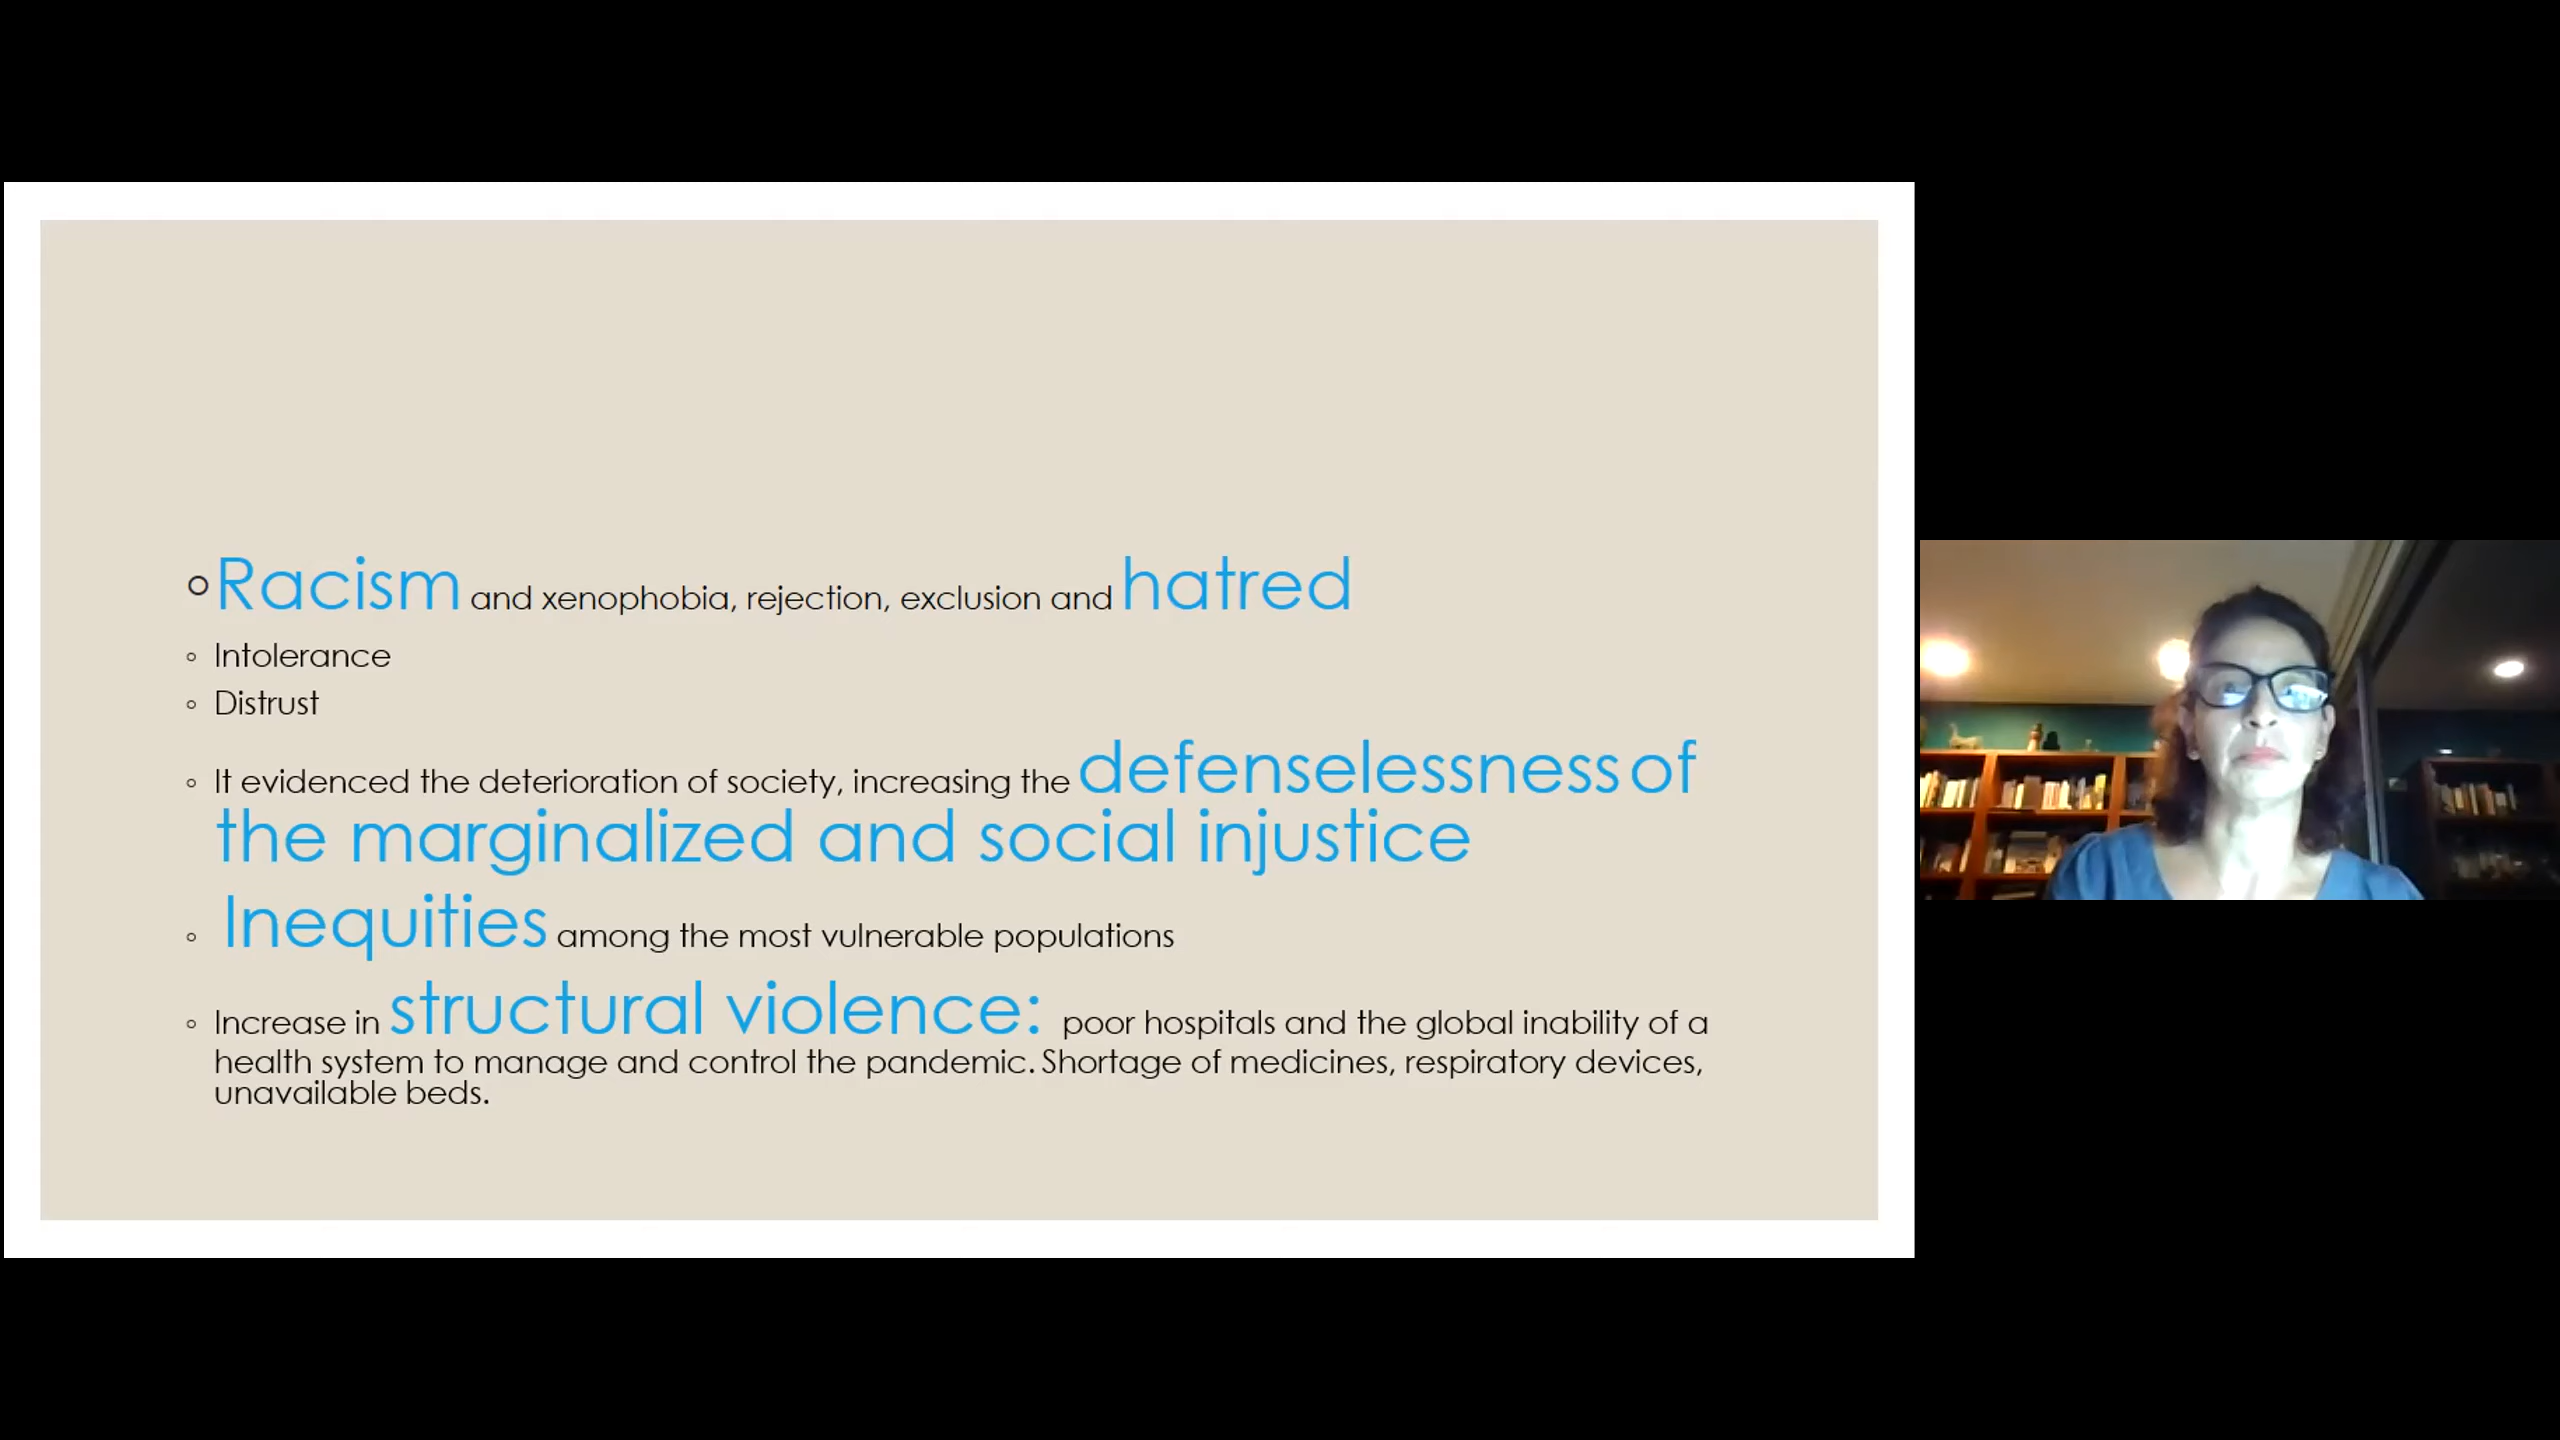 Racism and xenophobia, rejection, exclusion and hatred
Intolerance
Distrust
It evidenced the deterioration of society, increasing the defenselessness of
the marginalized and social injustice
Inequities among the most vulnerable populations
Increase in structural violence: poor hospitals and the global inability of a
health system to manage and control the pandemic. Shortage of medicines, respiratory devices,
unavailable beds.